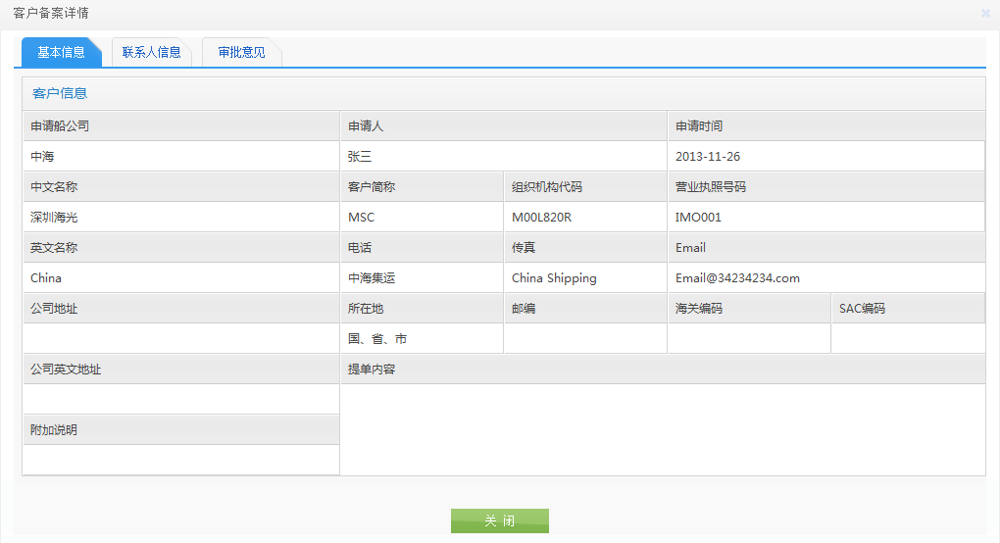 客户备案详情
基本信息 联系人信息 审批意见
客户信息
申请船公司 申请人 申请时间
中海 张三 2013-11-26
中文名称 客户简称 组织机构代码 营业执照号码
深圳海光 MSC M00L820R IMO001
英文名称 电话 传真 Email
China 中海集运 China Shipping Email@34234234.com
公司地址 所在地 邮编 海关编码 SAC编码
国、省、市
公司英文地址 提单内容
附加说明
关 闭